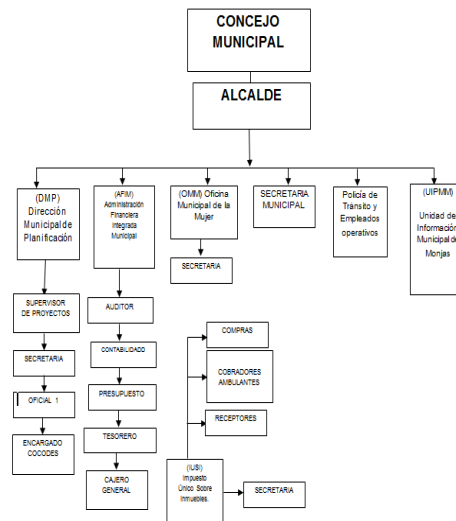 CONCEJO
MUNICIPAL
ALCALDE
(DMP)
Dirección
Municipal de
Planificación
(AFIM)
Administración
Financiera
Integrada
Municipal
(OMM) Oficina
Municipal de la
Mujer
SECRETARIA
MUNICIPAL
Policía de
Tránsito y
Empleados
operativos
(UIPMM)
Unidad de
Información
Municipal de
Monjas
SECRETARIA
SUPERVISOR
DE PROYECTOS
AUDITOR
SECRETARIA
CONTABILIDADD
OFICIAL 1
PRESUPUESTO
ENCARGADO
COCODES
TESORERO
CAJERO
GENERAL
COMPRAS
COBRADORES
AMBULANTES
RECEPTORES
(IUSI)
Impuesto
Único Sobre
Inmuebles.
SECRETARIA